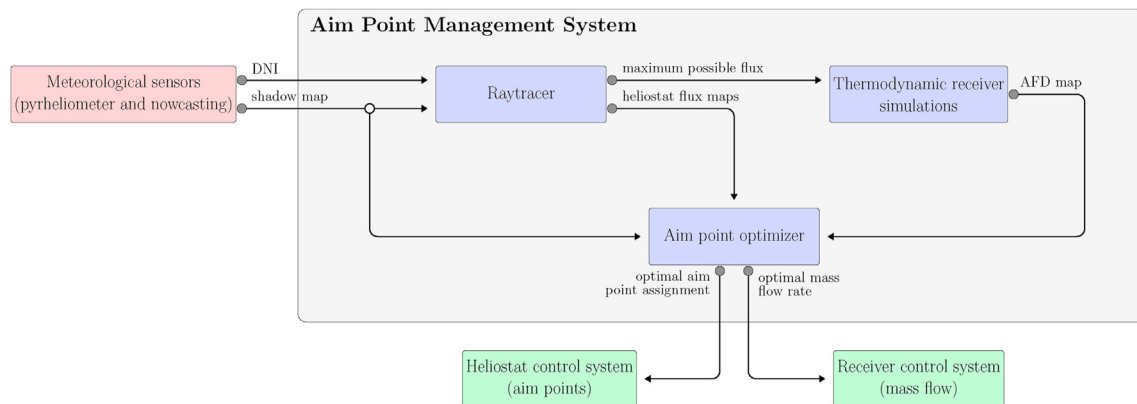 Aim Point Management System
Meteorological sensors
(pyrheliometer and nowcasting)
DNI
shadow map
Raytracer
maximum possible flux
heliostat flux maps
Thermodynamic receiver
simulations
AFD map
Aim point optimizer
optimal aim
point assignment
optimal mass
flow rate
Heliostat control system
(aim points)
Receiver control system
(mass flow)